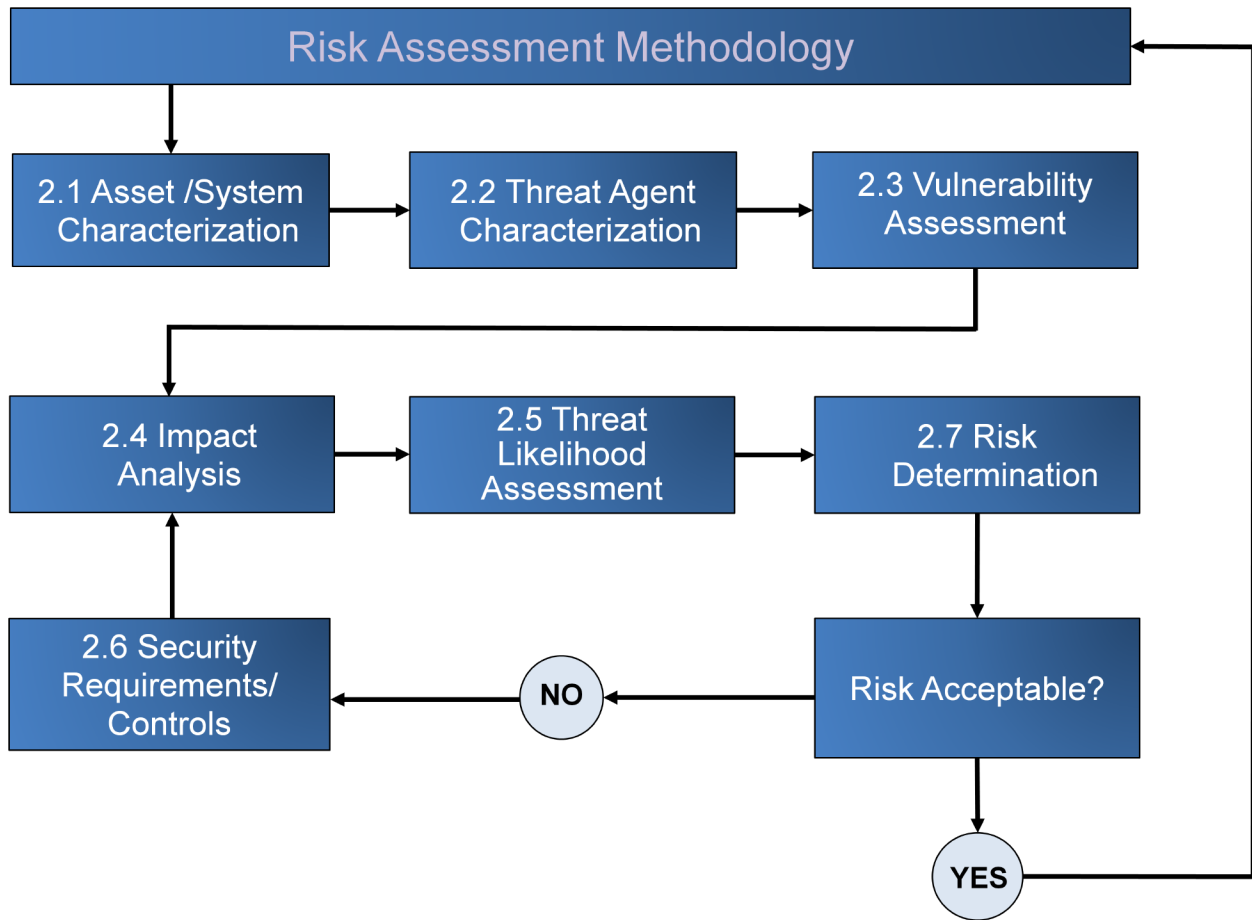 Risk Assessment Methodology
2.1 Asset /System
Characterization
2.2 Threat Agent
Characterization
2.3 Vulnerability
Assessment
2.4 Impact
Analysis
2.5 Threat
Likelihood
Assessment
2.7 Risk
Determination
2.6 Security
Requirements/
Controls
NO
Risk Acceptable?
YES